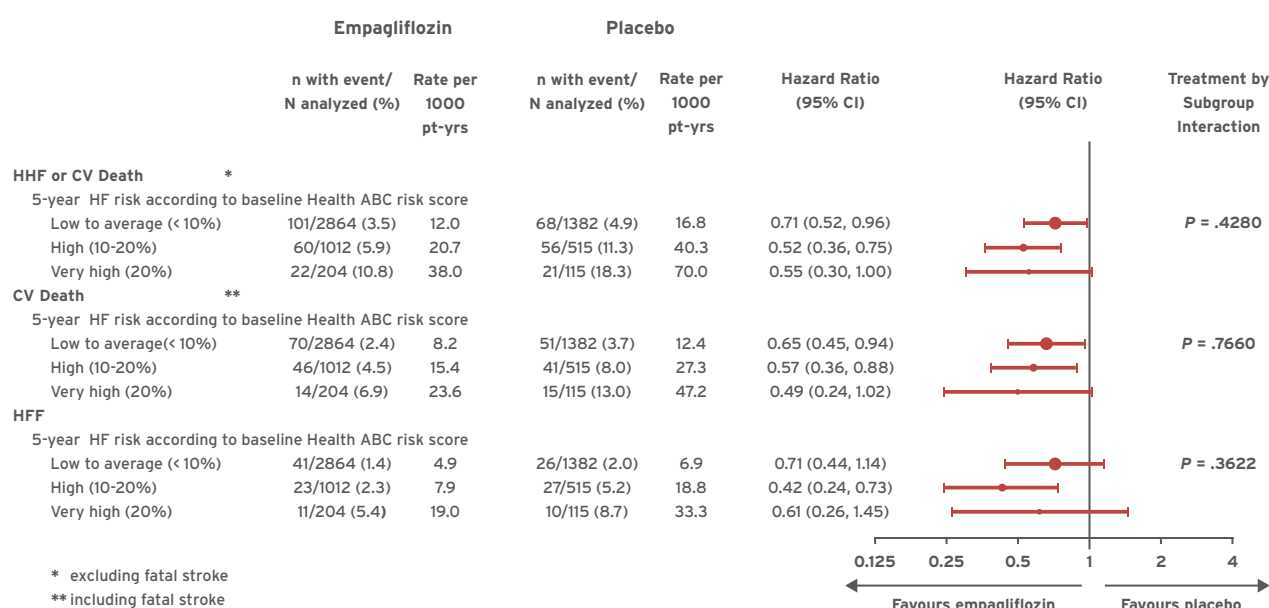 Empagliflozin Placebo
n with event/ Rate per n with event/ Rate per Hazard Ratio Hazard Ratio Treatment by
N analyzed (%) 1000 N analyzed (%) 1000 (95% CI) (95% CI) Subgroup
pt-yrs pt-yrs Interaction
HHF or CV Death *
5-year HF risk according to baseline Health ABC risk score
Low to average (<10%) 101/2864 (3.5) 12.0 68/1382 (4.9) 16.8 0.71 (0.52, 0.96) P = .4280
High (10-20%) 60/1012 (5.9) 20.7 56/515 (11.3) 40.3 0.52 (0.36, 0.75)
Very high (20%) 22/204 (10.8) 38.0 21/115 (18.3) 70.0 0.55 (0.30, 1.00)
CV Death **
5-year HF risk according to baseline Health ABC risk score
Low to average(<10%) 70/2864 (2.4) 8.2 51/1382 (3.7) 12.4 0.65 (0.45, 0.94) P = .7660
High (10-20%) 46/1012 (4.5) 15.4 41/515 (8.0) 27.3 0.57 (0.36, 0.88)
Very high (20%) 14/204 (6.9) 23.6 15/115 (13.0) 47.2 0.49 (0.24, 1.02)
HFF
5-year HF risk according to baseline Health ABC risk score
Low to average (<10%) 41/2864 (1.4) 4.9 26/1382 (2.0) 6.9 0.71 (0.44, 1.14) P = .3622
High (10-20%) 23/1012 (2.3) 7.9 27/515 (5.2) 18.8 0.42 (0.24, 0.73)
Very high (20%) 11/204 (5.4) 19.0 10/115 (8.7) 33.3 0.61 (0.26, 1.45)
0.125 0.25 0.5 1 2 4
* excluding fatal stroke
** including fatal stroke
Favours empagliflozin Favours placebo